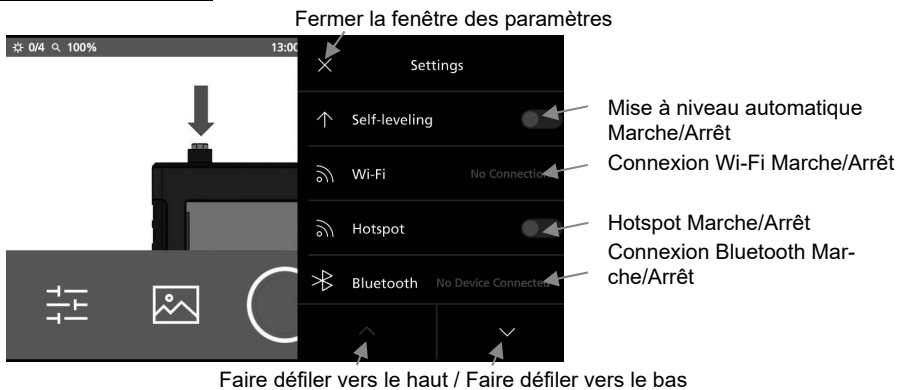 Fermer la fenêtre des paramètres
0/4 100% 13:00
Settings
Self-leveling
Mise à niveau automatique
Marche/Arrêt
Wi-Fi No Connection
Connexion Wi-Fi Marche/Arrêt
Hotspot
Hotspot Marche/Arrêt
Bluetooth No Device Connected
Connexion Bluetooth Mar-
che/Arrêt
Faire défiler vers le haut / Faire défiler vers le bas